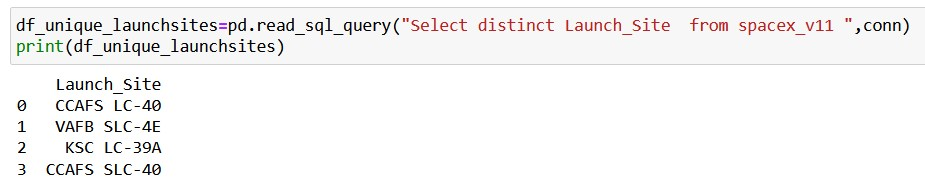 df_unique_launchsites=pd.read_sql_query("Select distinct Launch_Site  from spacex_v11 ",conn)
print(df_unique_launchsites)
    Launch_Site
0   CCAFS LC-40
1   VAFB SLC-4E
2    KSC LC-39A
3  CCAFS SLC-40